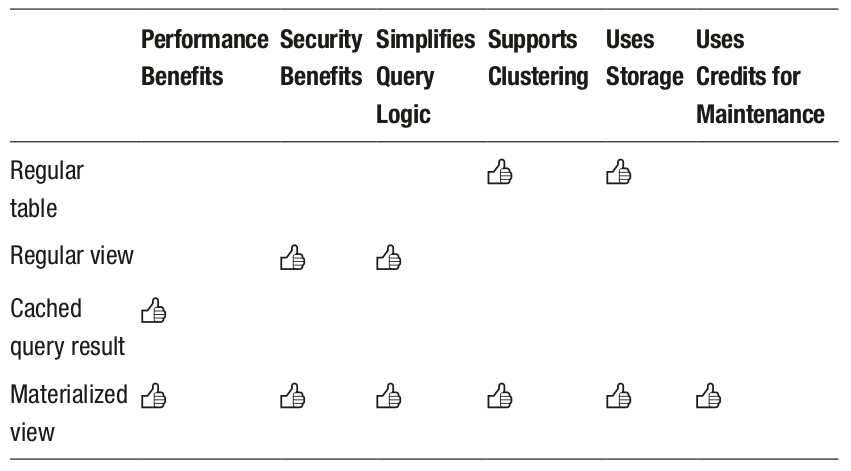 Performance Security Simplifies Supports Uses Uses
Benefits Benefits Query Clustering Storage Credits for
Logic Maintenance
Regular
table
Regular view
Cached
query result
Materialized
view